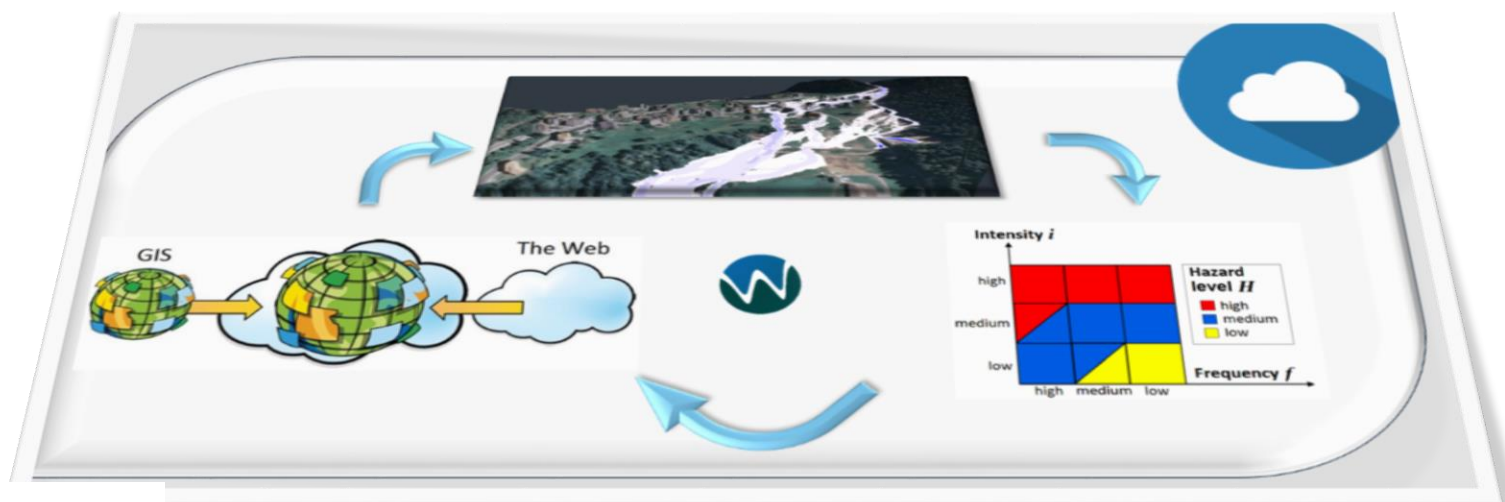 GIS
The Web
W
Intensity i
high
medium
low
high medium low
Frequency f
Hazard
level H
high
medium
low